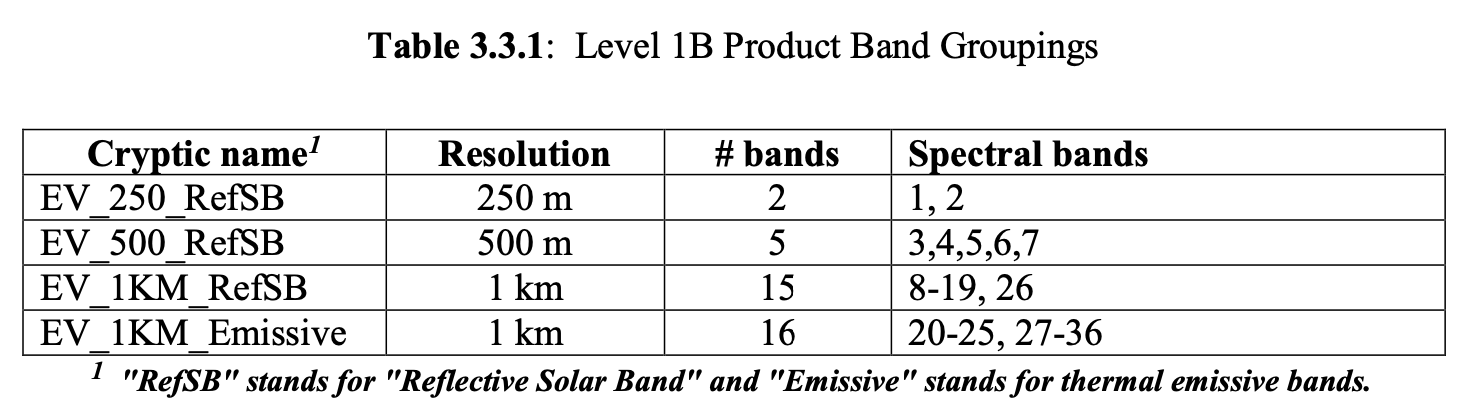 Table 3.3.1: Level 1B Product Band Groupings
Cryptic name1 Resolution # bands Spectral bands
EV_250_RefSB 250 m 2 1, 2
EV_500_RefSB 500 m 5 3,4,5,6,7
EV_1KM_RefSB 1 km 15 8-19, 26
EV_1KM_Emissive 1 km 16 20-25, 27-36
1 "RefSB" stands for "Reflective Solar Band" and "Emissive" stands for thermal emissive bands.